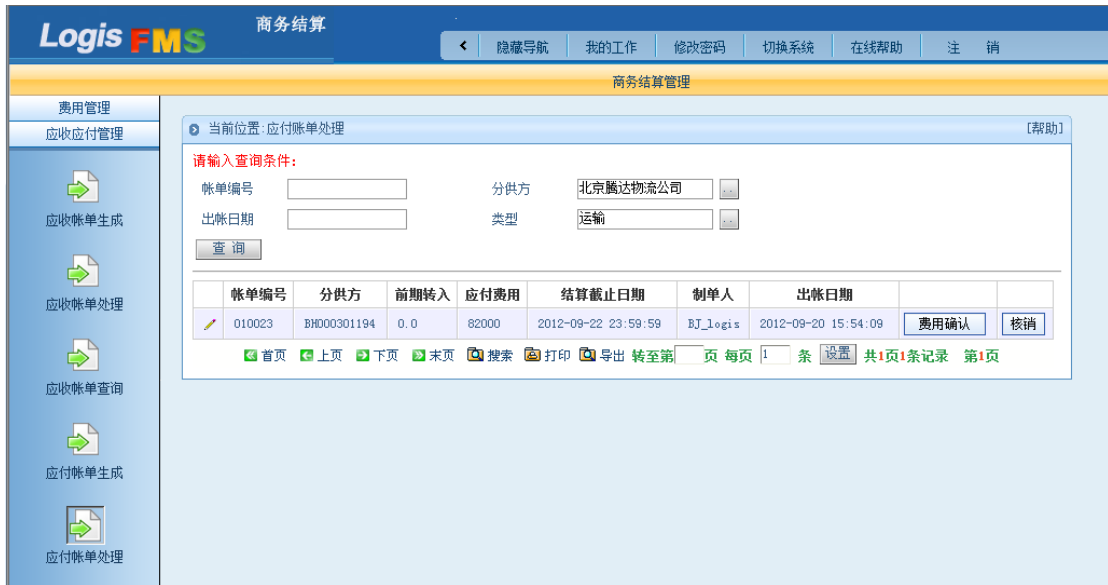 Logis FMS 商务结算
隐藏导航 我的工作 修改密码 切换系统 在线帮助 注 销
商务结算管理
费用管理
应收应付管理
应收帐单生成
应收帐单处理
应收帐单查询
应付帐单生成
应付帐单处理
当前位置:应付账单处理 [帮助]
请输入查询条件:
帐单编号 分供方 北京腾达物流公司 ..
出帐日期 类型 运输 ..
查 询
帐单编号 分供方 前期转入 应付费用 结算截止日期 制单人 出帐日期
010023 BH000301194 0.0 82000 2012-09-22 23:59:59 BJ_logis 2012-09-20 15:54:09 费用确认 核销
首页 上页 下页 末页 搜索 打印 导出 转至第 页 每页 1 条 设置 共1页1条记录 第1页